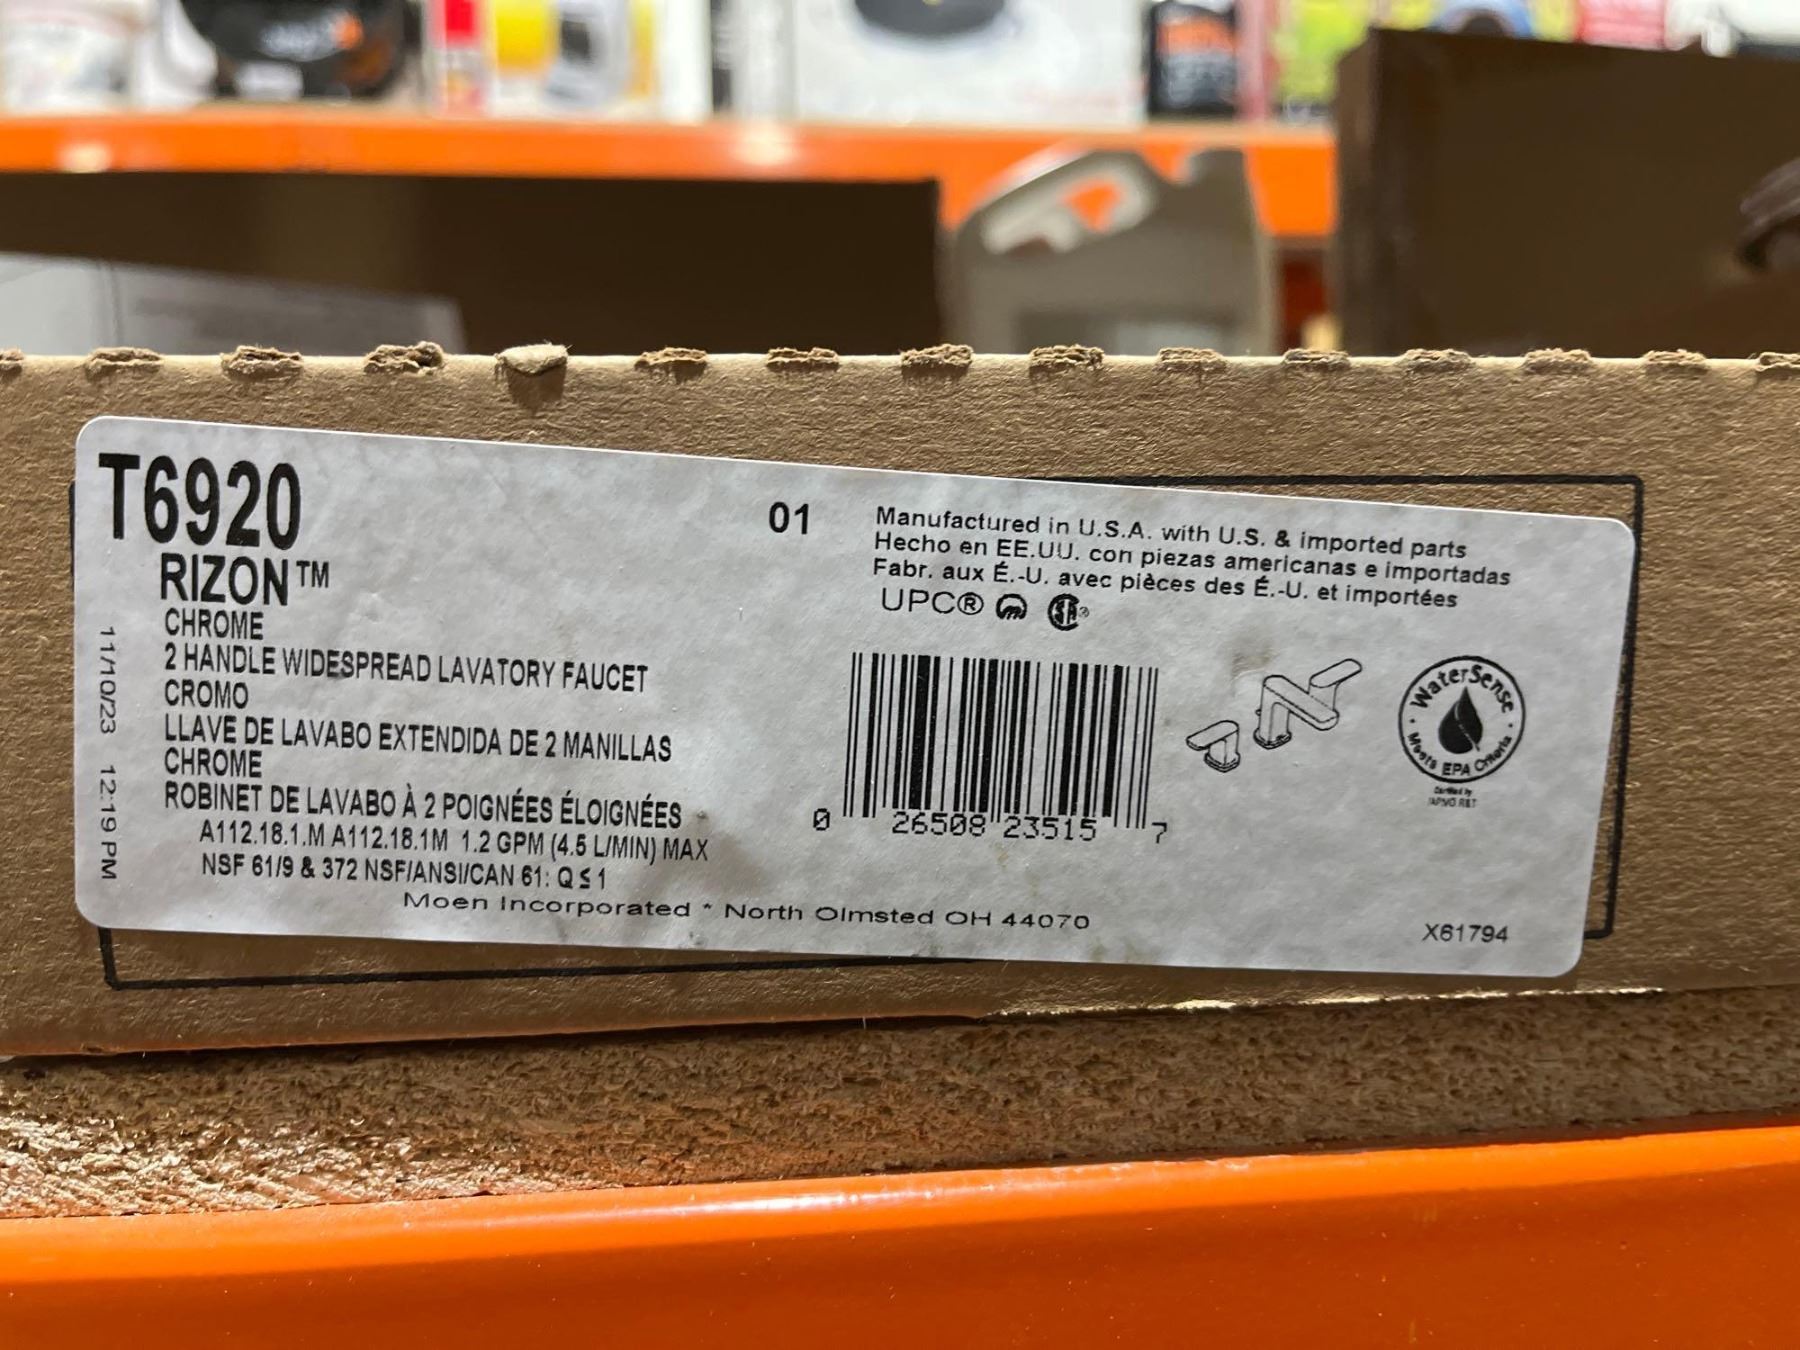 T6920
RIZON™
CHROME
2 HANDLE WIDESPREAD LAVATORY FAUCET
CROMO
LLAVE DE LAVABO EXTENDIDA DE 2 MANILLAS
CHROME
ROBINET DE LAVABO À 2 POIGNÉES ÉLOIGNÉES
A112.18.1.M A112.18.1M 1.2 GPM (4.5 L/MIN) MAX
NSF 61/9 & 372 NSF/ANSI/CAN 61: Q ≤ 1
Moen Incorporated * North Olmsted OH 44070
11/10/23 12:19 PM
01
Manufactured in U.S.A. with U.S. & imported parts
Hecho en EE.UU. con piezas americanas e importadas
Fabr. aux É.-U. avec pièces des É.-U. et importées
UPC® SA®
0 26508 23515 7
WaterSense
Meets EPA Criteria
Certified by
IAPMO R&T
X61794